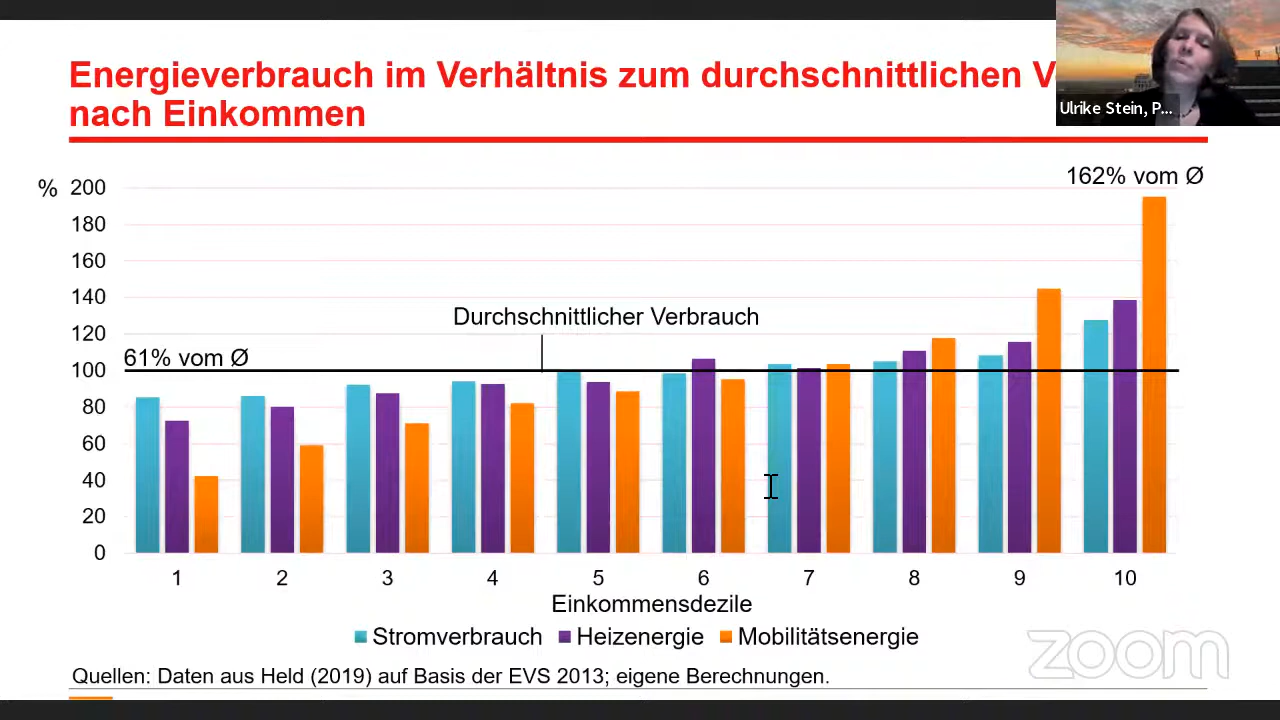 Energieverbrauch im Verhältnis zum durchschnittlichen
nach Einkommen
Ulrike Stein, P...
162% vom Ø
% 200
180
160
140
120
100
80
60
40
20
0
Durchschnittlicher Verbrauch
61% vom Ø
1 2 3 4 5 6 7 8 9 10
Einkommensdezile
Stromverbrauch Heizenergie Mobilitätsenergie
zoom
Quellen: Daten aus Held (2019) auf Basis der EVS 2013; eigene Berechnungen.